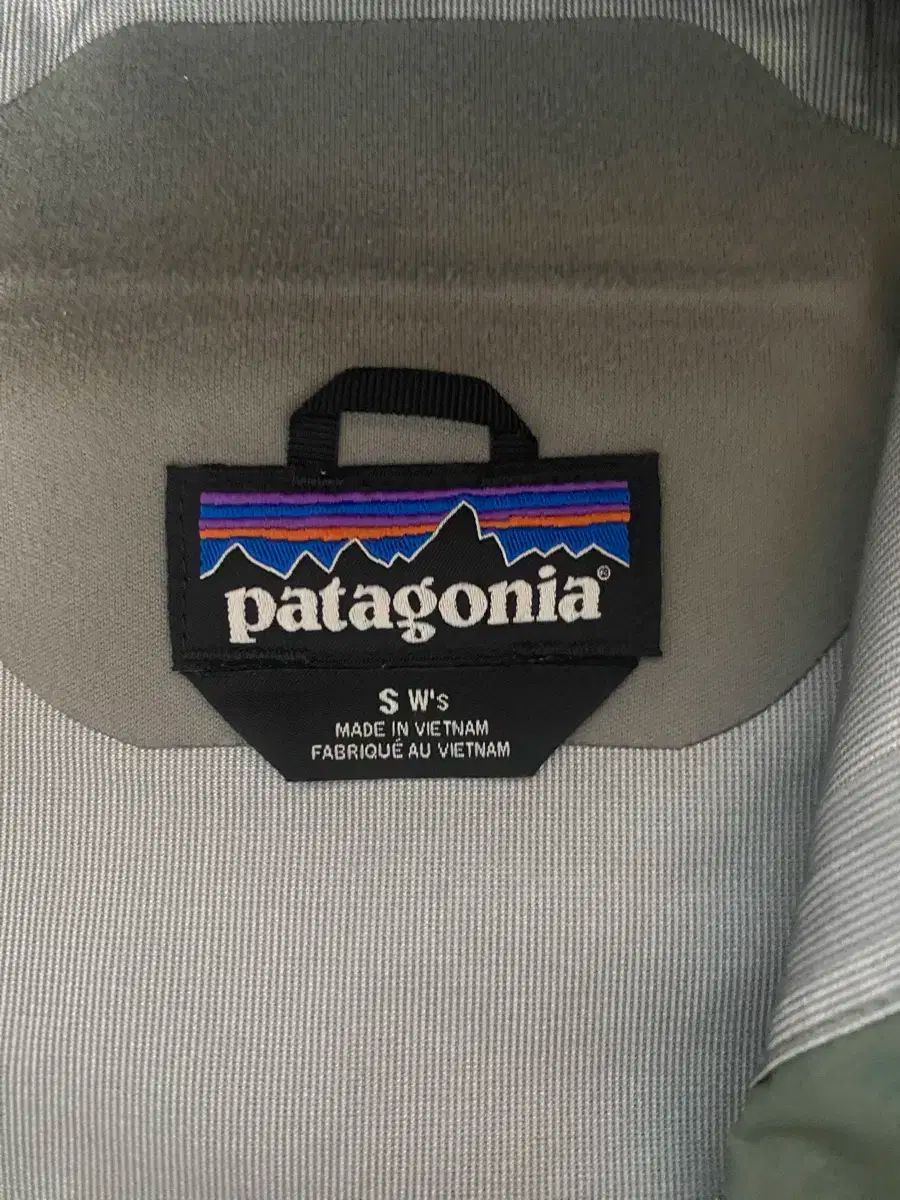 patagonia®
S W's
MADE IN VIETNAM
FABRIQUÉ AU VIETNAM